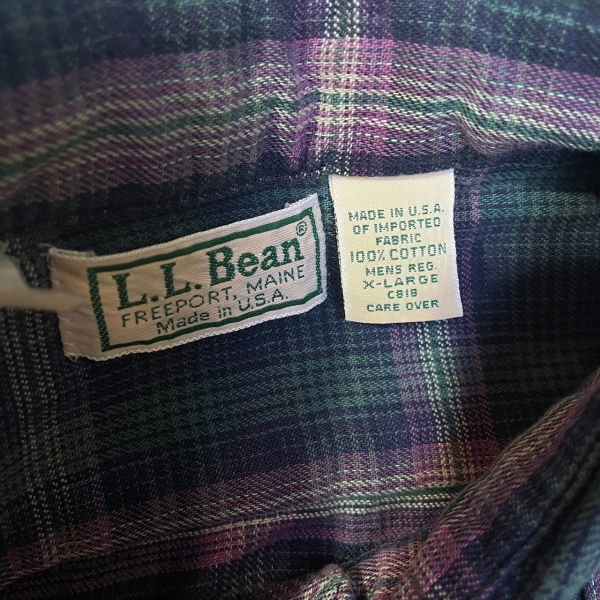 L.L.Bean®
FREEPORT, MAINE
Made in U.S.A.
MADE IN U.S.A.
OF IMPORTED
FABRIC
100% COTTON
MENS REG.
X-LARGE
C818
CARE OVER